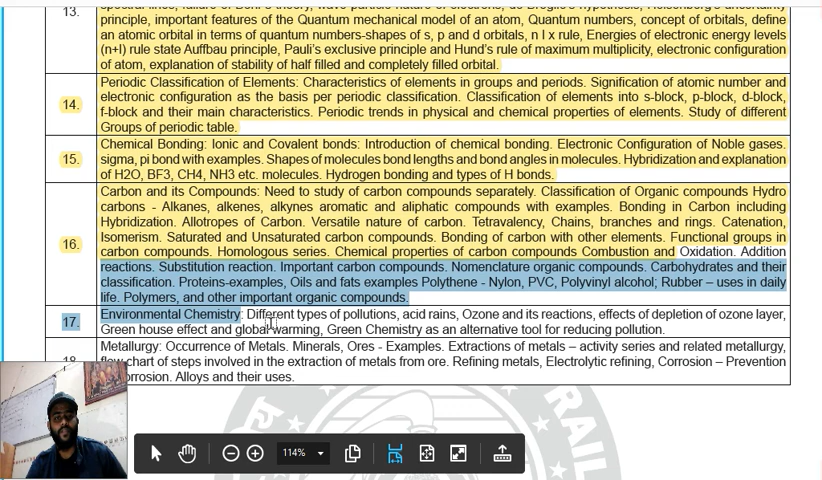 spectral lines, failure of Bohr's theory, wave particle nature of electrons, de Broglie's hypothesis, Heisenberg's uncertainty
13. principle, important features of the Quantum mechanical model of an atom, Quantum numbers, concept of orbitals, define
an atomic orbital in terms of quantum numbers-shapes of s, p and d orbitals, n l x rule, Energies of electronic energy levels
(n+l) rule state Auffbau principle, Pauli's exclusive principle and Hund's rule of maximum multiplicity, electronic configuration
of atom, explanation of stability of half filled and completely filled orbital.
Periodic Classification of Elements: Characteristics of elements in groups and periods. Signification of atomic number and
14. electronic configuration as the basis per periodic classification. Classification of elements into s-block, p-block, d-block,
f-block and their main characteristics. Periodic trends in physical and chemical properties of elements. Study of different
Groups of periodic table.
Chemical Bonding: Ionic and Covalent bonds: Introduction of chemical bonding. Electronic Configuration of Noble gases.
15. sigma, pi bond with examples. Shapes of molecules bond lengths and bond angles in molecules. Hybridization and explanation
of H2O, BF3, CH4, NH3 etc. molecules. Hydrogen bonding and types of H bonds.
Carbon and its Compounds: Need to study of carbon compounds separately. Classification of Organic compounds Hydro
carbons - Alkanes, alkenes, alkynes aromatic and aliphatic compounds with examples. Bonding in Carbon including
Hybridization. Allotropes of Carbon. Versatile nature of carbon. Tetravalency, Chains, branches and rings. Catenation,
16. Isomerism. Saturated and Unsaturated carbon compounds. Bonding of carbon with other elements. Functional groups in
carbon compounds. Homologous series. Chemical properties of carbon compounds Combustion and Oxidation. Addition
reactions. Substitution reaction. Important carbon compounds. Nomenclature organic compounds. Carbohydrates and their
classification. Proteins-examples, Oils and fats examples Polythene - Nylon, PVC, Polyvinyl alcohol; Rubber – uses in daily
life. Polymers, and other important organic compounds.
17. Environmental Chemistry: Different types of pollutions, acid rains, Ozone and its reactions, effects of depletion of ozone layer,
Green house effect and global warming, Green Chemistry as an alternative tool for reducing pollution.
Metallurgy: Occurrence of Metals. Minerals, Ores - Examples. Extractions of metals – activity series and related metallurgy,
18. flow chart of steps involved in the extraction of metals from ore. Refining metals, Electrolytic refining, Corrosion – Prevention
corrosion. Alloys and their uses.
RAIL
114%